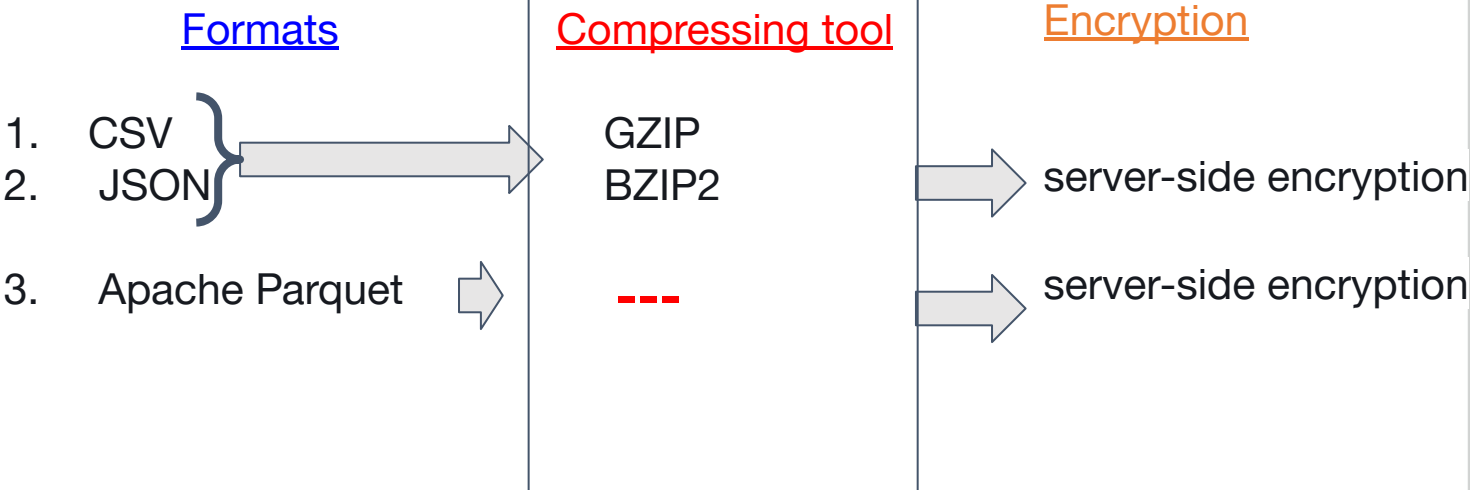 Formats
Compressing tool
Encryption
1. CSV
GZIP
2. JSON
BZIP2
server-side encryption
3. Apache Parquet
---
server-side encryption